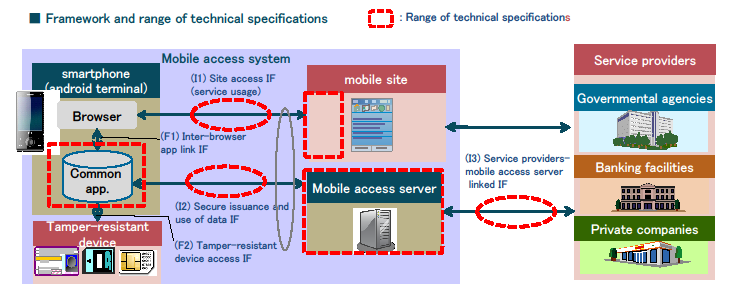 ■ Framework and range of technical specifications
: Range of technical specifications
Mobile access system
smartphone
(android terminal)
Browser
(I1) Site access IF
(service usage)
mobile site
Service providers
Governmental agencies
(F1) Inter-browser
app link IF
Common
app.
(I2) Secure issuance and
use of data IF
Mobile access server
(I3) Service providers-
mobile access server
linked IF
Banking facilities
Tamper-resistant
device
(F2) Tamper-resistant
device access IF
Private companies